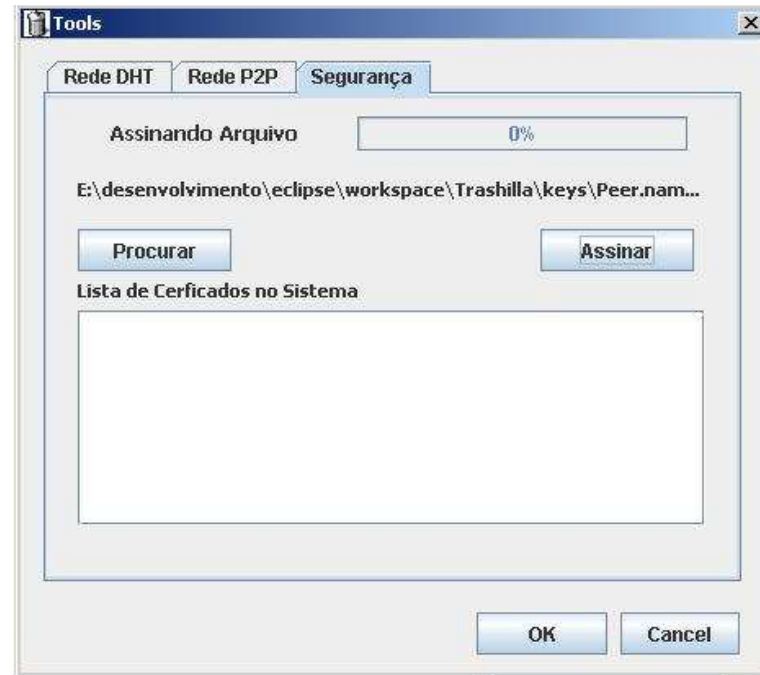 Tools
Rede DHT Rede P2P Segurança
Assinando Arquivo 0%
E:\desenvolvimento\eclipse\workspace\Trashilla\keys\Peer.nam...
Procurar Assinar
Lista de Cerficados no Sistema
OK Cancel